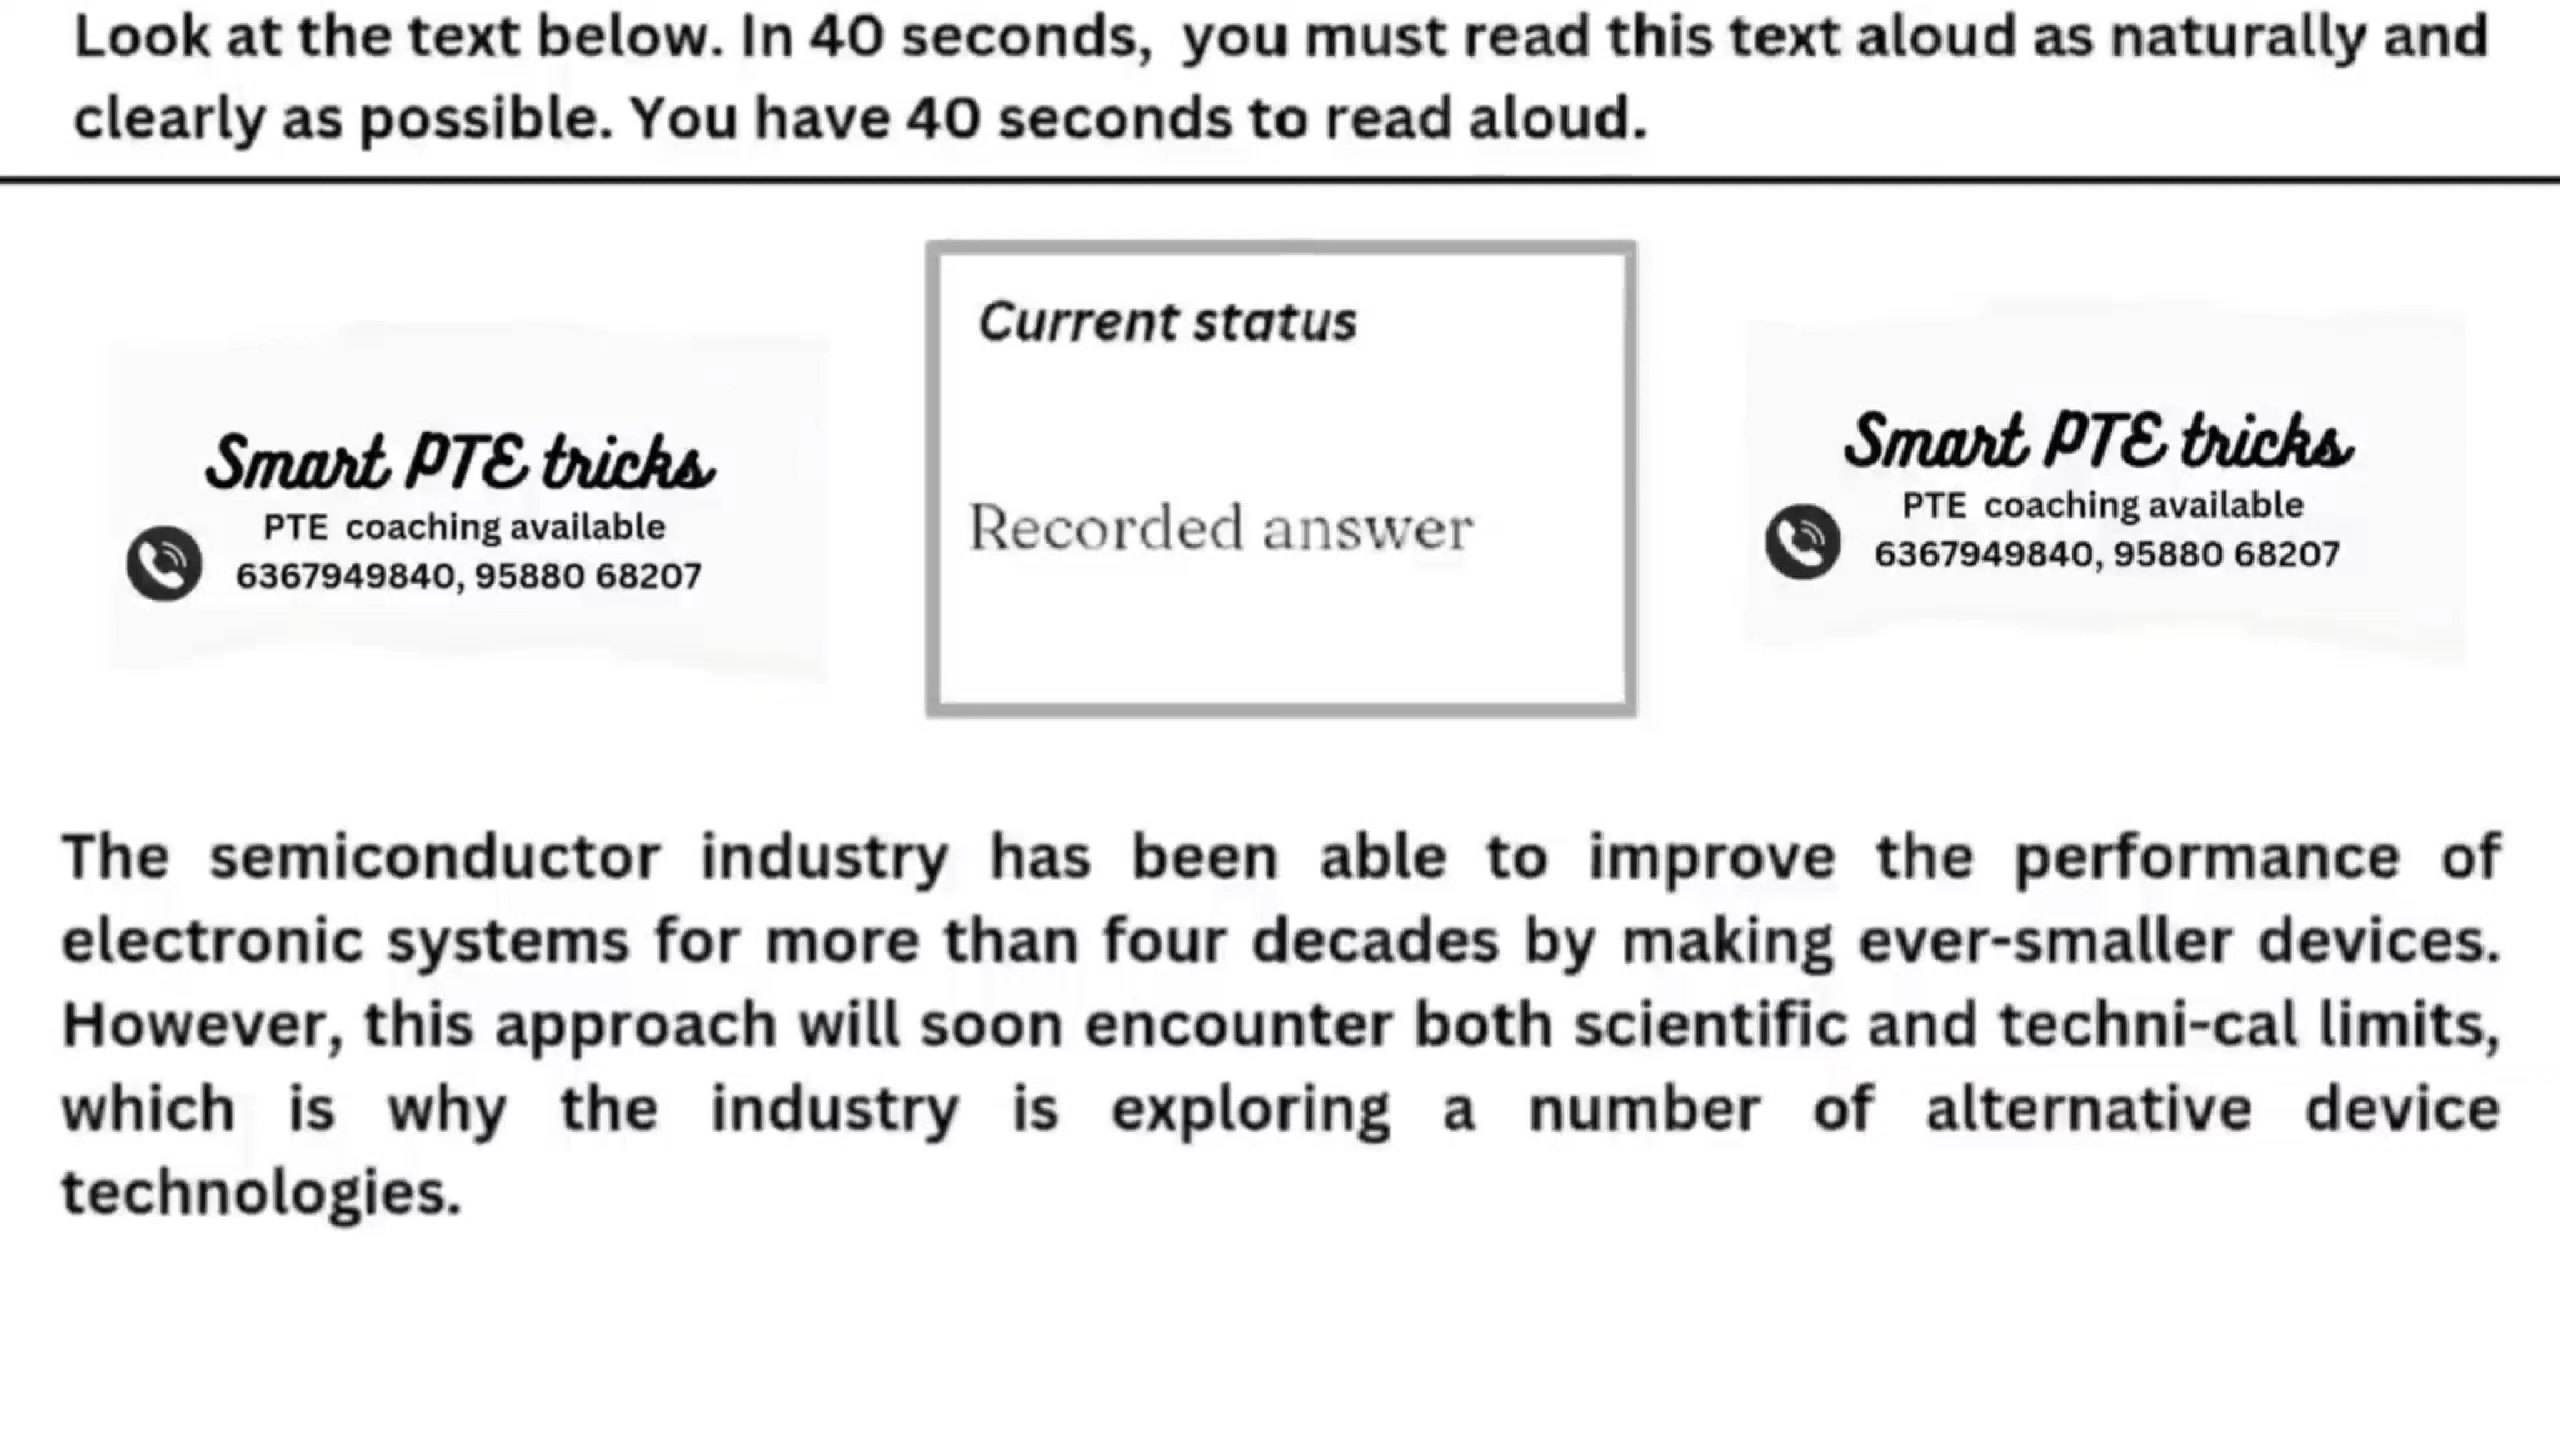 Look at the text below. In 40 seconds, you must read this text aloud as naturally and
clearly as possible. You have 40 seconds to read aloud.
Smart PTE tricks
PTE coaching available
6367949840, 95880 68207
Current status
Recorded answer
Smart PTE tricks
PTE coaching available
6367949840, 95880 68207
The semiconductor industry has been able to improve the performance of
electronic systems for more than four decades by making ever-smaller devices.
However, this approach will soon encounter both scientific and techni-cal limits,
which is why the industry is exploring a number of alternative device
technologies.